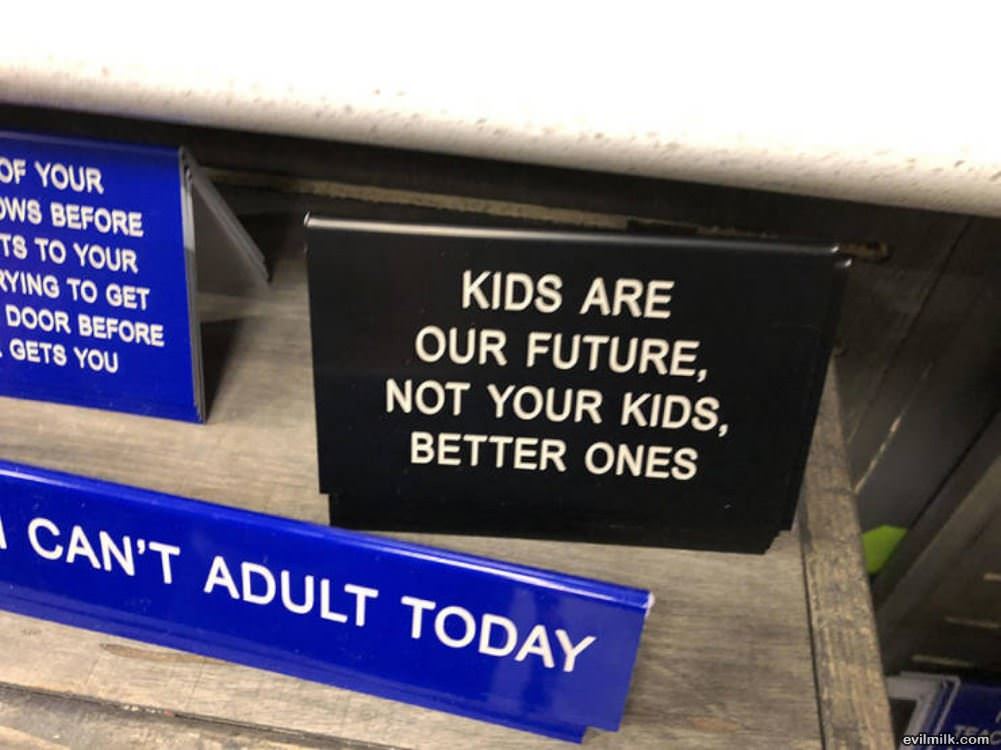 OF YOUR
BEFORE
TO YOUR
TO GET
DOOR BEFORE
GETS YOU
KIDS ARE
OUR FUTURE,
NOT YOUR KIDS,
BETTER ONES
I CAN'T ADULT TODAY
evilmilk.com